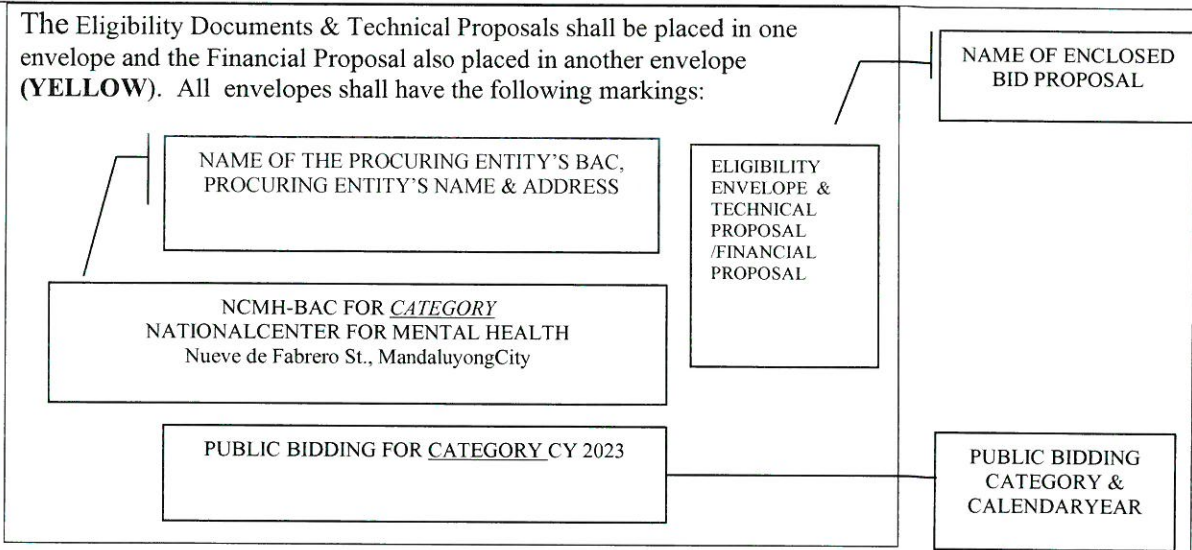 The Eligibility Documents & Technical Proposals shall be placed in one
envelope and the Financial Proposal also placed in another envelope
(YELLOW). All envelopes shall have the following markings:
NAME OF ENCLOSED
BID PROPOSAL
NAME OF THE PROCURING ENTITY'S BAC,
PROCURING ENTITY'S NAME & ADDRESS
ELIGIBILITY
ENVELOPE &
TECHNICAL
PROPOSAL
/FINANCIAL
PROPOSAL
NCMH-BAC FOR CATEGORY
NATIONALCENTER FOR MENTAL HEALTH
Nueve de Fabrero St., MandaluyongCity
PUBLIC BIDDING FOR CATEGORY CY 2023
PUBLIC BIDDING
CATEGORY &
CALENDARYEAR